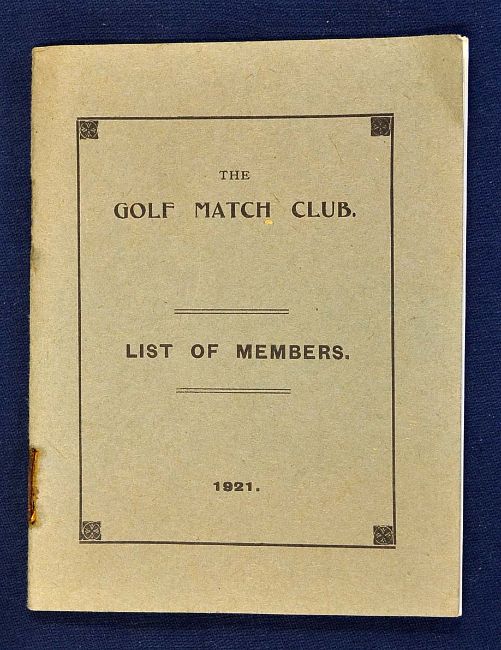 THE
GOLF MATCH CLUB.
LIST OF MEMBERS.
1921.